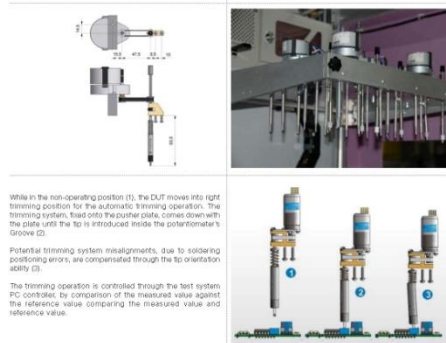 While in the non-operating position (1), the DUT moves into right
trimming position for the automatic trimming operation. The
trimming system, fixed onto the pusher plate, comes down with
the plate until the tip is introduced inside the potentiometer's
Groove (2).
Potential trimming system misalignments, due to soldering
positioning errors, are compensated through the tip orientation
ability (3).
The trimming operation is controlled through the test system
PC controller, by comparison of the measured value against
the reference value comparing the measured value and
reference value.
1
2
3